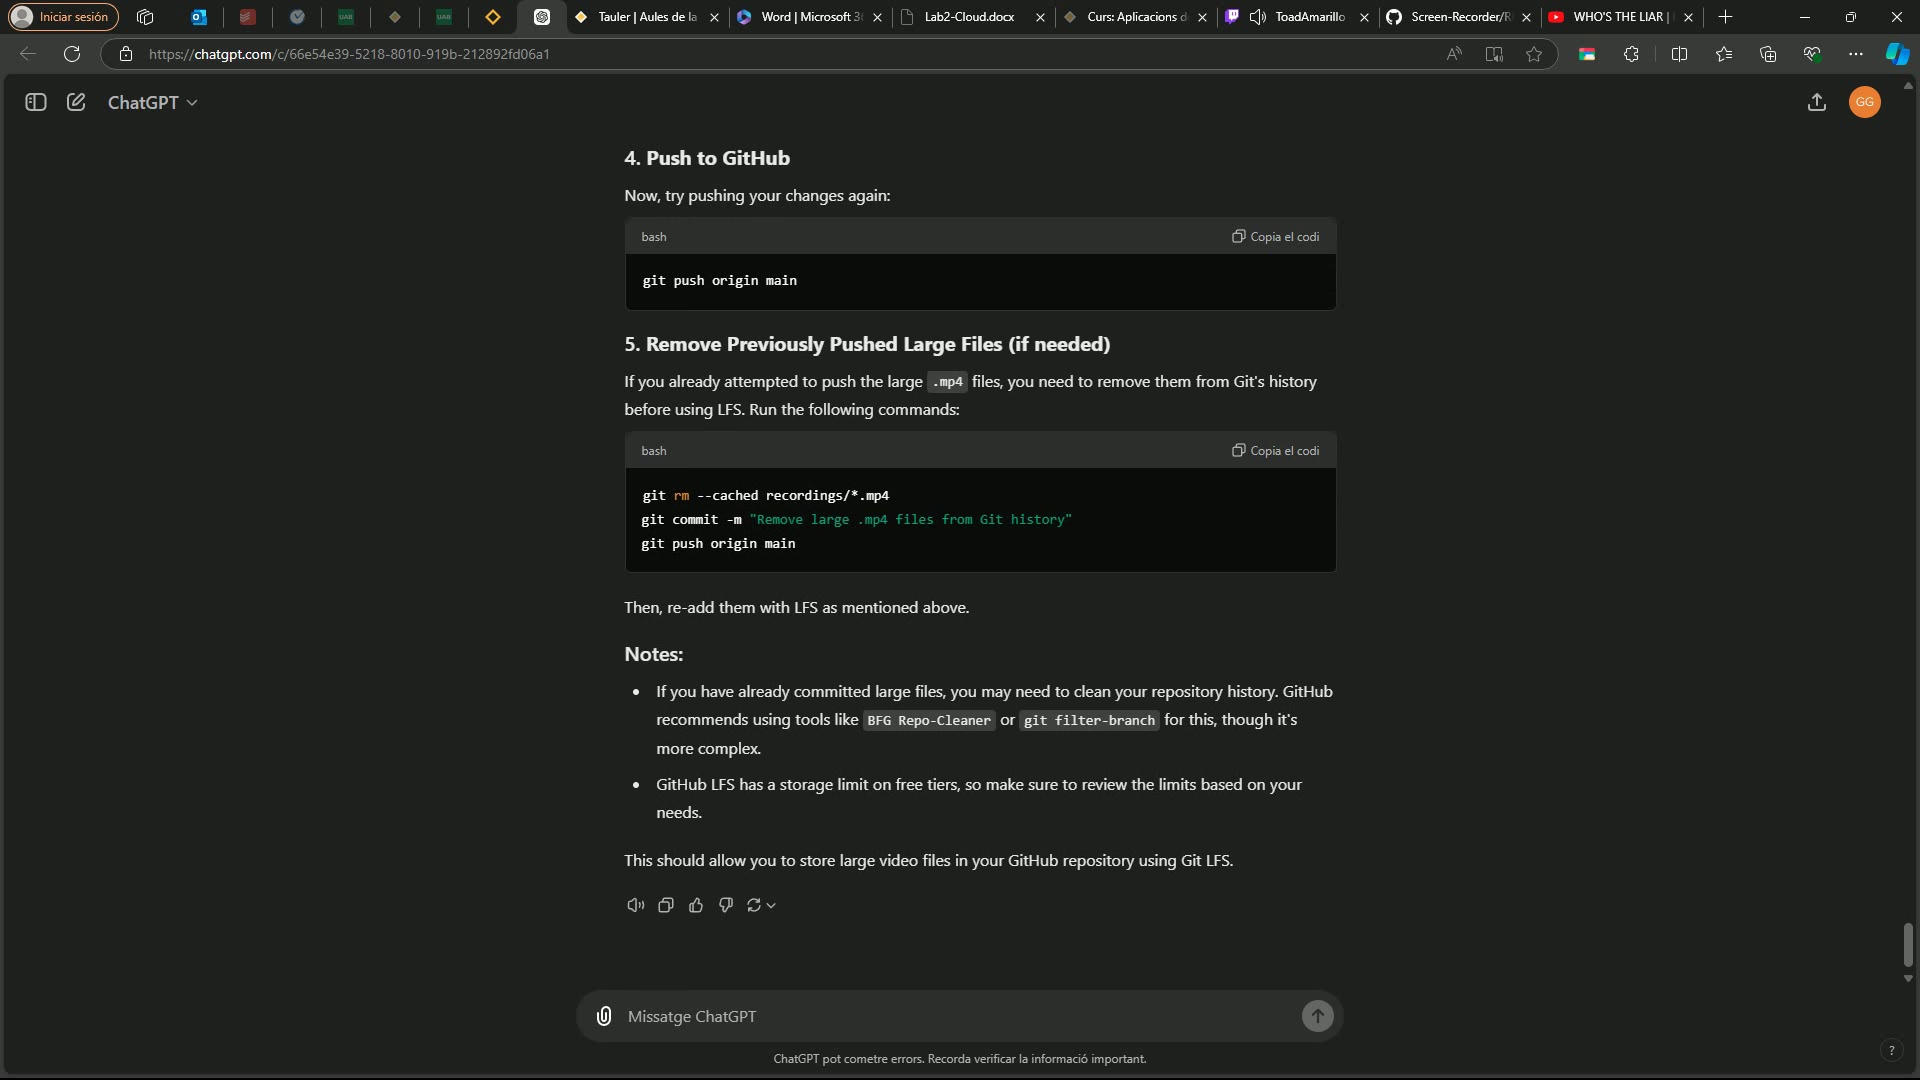 Iniciar sesión
UAB
UAB
Tauler | Aules de la
Word | Microsoft 3
Lab2-Cloud.docx
Curs: Aplicacions d
ToadAmarillo
Screen-Recorder/R
WHO'S THE LIAR |
https://chatgpt.com/c/66e54e39-5218-8010-919b-212892fd06a1
ChatGPT
GG
4. Push to GitHub
Now, try pushing your changes again:
bash
Copia el codi
git push origin main
5. Remove Previously Pushed Large Files (if needed)
If you already attempted to push the large .mp4 files, you need to remove them from Git's history
before using LFS. Run the following commands:
bash
Copia el codi
git rm --cached recordings/*.mp4
git commit -m "Remove large .mp4 files from Git history"
git push origin main
Then, re-add them with LFS as mentioned above.
Notes:
• If you have already committed large files, you may need to clean your repository history. GitHub
recommends using tools like BFG Repo-Cleaner or git filter-branch for this, though it's
more complex.
• GitHub LFS has a storage limit on free tiers, so make sure to review the limits based on your
needs.
This should allow you to store large video files in your GitHub repository using Git LFS.
Missatge ChatGPT
ChatGPT pot cometre errors. Recorda verificar la informació important.
?